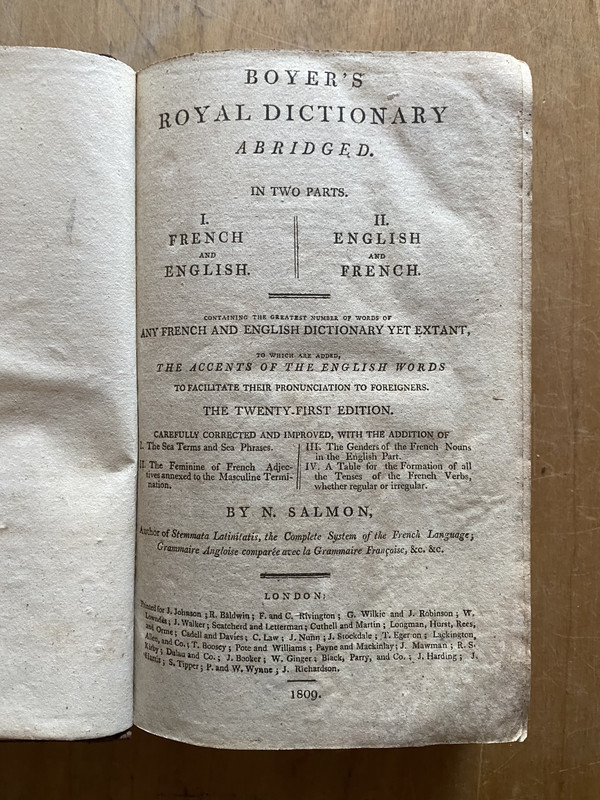 BOYER'S
ROYAL DICTIONARY
ABRIDGED.
IN TWO PARTS.
I.
FRENCH
AND
ENGLISH.
II.
ENGLISH
AND
FRENCH.
CONTAINING THE GREATEST NUMBER OF WORDS OF
ANY FRENCH AND ENGLISH DICTIONARY YET EXTANT,
TO WHICH ARE ADDED,
THE ACCENTS OF THE ENGLISH WORDS
TO FACILITATE THEIR PRONUNCIATION TO FOREIGNERS.
THE TWENTY-FIRST EDITION.
CAREFULLY CORRECTED AND IMPROVED, WITH THE ADDITION OF
I. The Sea Terms and Sea Phrases.
II. The Feminine of French Adjec-
tives annexed to the Masculine Termi-
nation.
III. The Genders of the French Nouns
in the English Part.
IV. A Table for the Formation of all
the Tenses of the French Verbs,
whether regular or irregular.
BY N. SALMON,
Author of Stemmata Latinitatis, the Complete System of the French Language;
Grammaire Angloise comparée avec la Grammaire Françoise, &c. &c.
LONDON:
Printed for J. Johnson; R. Baldwin; F. and C. Rivington; G. Wilkie and J. Robinson; W.
Lowndes; J. Walker; Scatcherd and Letterman; Cuthell and Martin; Longman, Hurst, Rees,
and Orme; Cadell and Davies; C. Law; J. Nunn; J. Stockdale; T. Egerton; Lackington,
Allen, and Co.; T. Boosey; Pote and Williams; Payne and Mackinlay; J. Mawman; R. S.
Kirby; Dulau and Co.; J. Booker; W. Ginger; Black, Parry, and Co.; J. Harding; J.
S. Tipper; P. and W. Wynne; J. Richardson.
1809.